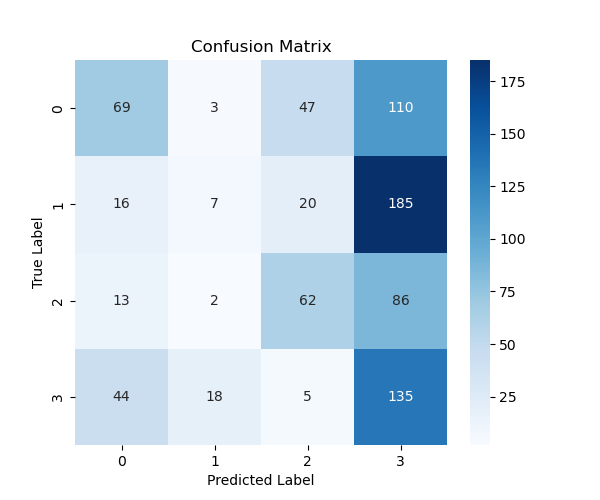 Confusion Matrix
0 69 3 47 110
1 16 7 20 185
2 13 2 62 86
3 44 18 5 135
0 1 2 3
True Label
Predicted Label
175
150
125
100
75
50
25